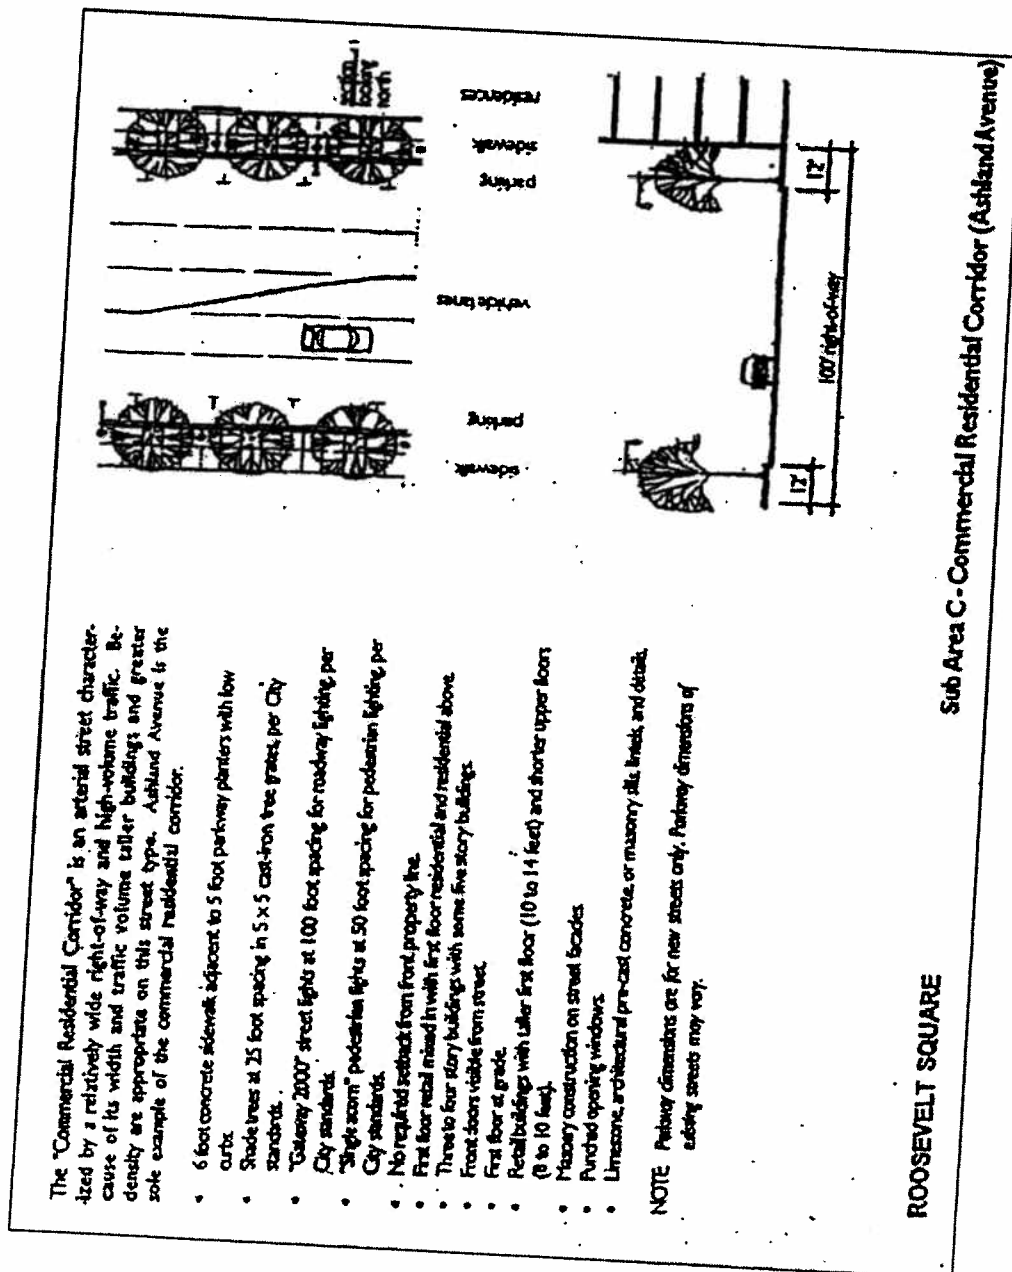 The "Commercial Residential Corridor" is an arterial street character-
ized by a relatively wide right-of-way and high-volume traffic. Be-
cause of its width and traffic volume taller buildings and greater
density are appropriate on this street type. Ashland Avenue is the
sole example of the commercial residential corridor.
• 6 foot concrete sidewalk adjacent to 5 foot parkway planters with low
curbs.
• Shade trees at 25 foot spacing in 5 x 5 cast-iron tree grates, per City
standards.
• "Gateway 2000" street lights at 100 foot spacing for roadway lighting, per
City standards.
• "Single acorn" pedestrian lights at 50 foot spacing for pedestrian lighting, per
City standards.
• No required setback from front property line.
• First floor retail mixed in with first floor residential and residential above.
• Three to four story buildings with some five story buildings.
• Front doors visible from street.
• First floor at grade.
• Retail buildings with taller first floor (10 to 14 feet) and shorter upper floors
(8 to 10 feet).
• Masonry construction on street facades.
• Punched opening windows.
• Limestone, architectural pre-cast concrete, or masonry sills, lintels, and details.
NOTE Parkway dimensions are for new streets only. Parkway dimensions of
existing streets may vary.
section
looking
north
sidewalk
parking
vehicle lanes
parking
sidewalk
residences
12'
100' right-of-way
12'
ROOSEVELT SQUARE
Sub Area C - Commercial Residential Corridor (Ashland Avenue)